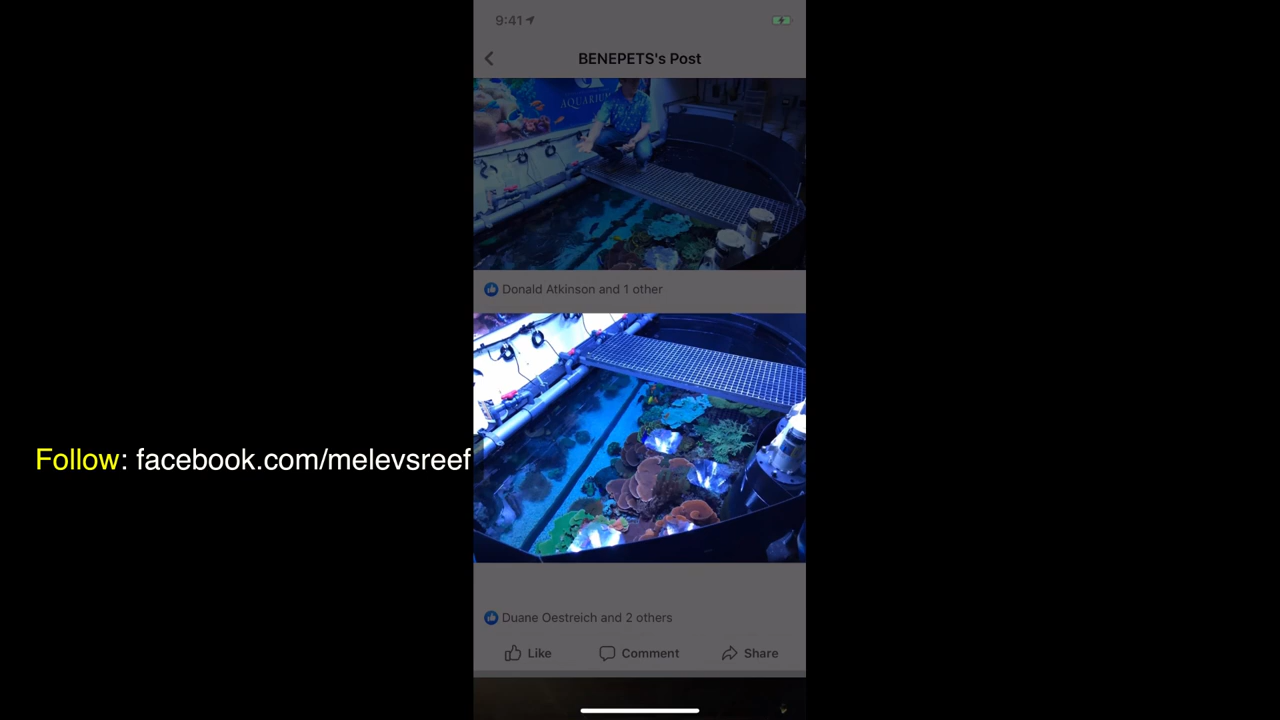 9:41
BENEPETS's Post
AQUARIUM
Donald Atkinson and 1 other
Follow: facebook.com/melevsreef
Duane Oestreich and 2 others
Like Comment Share